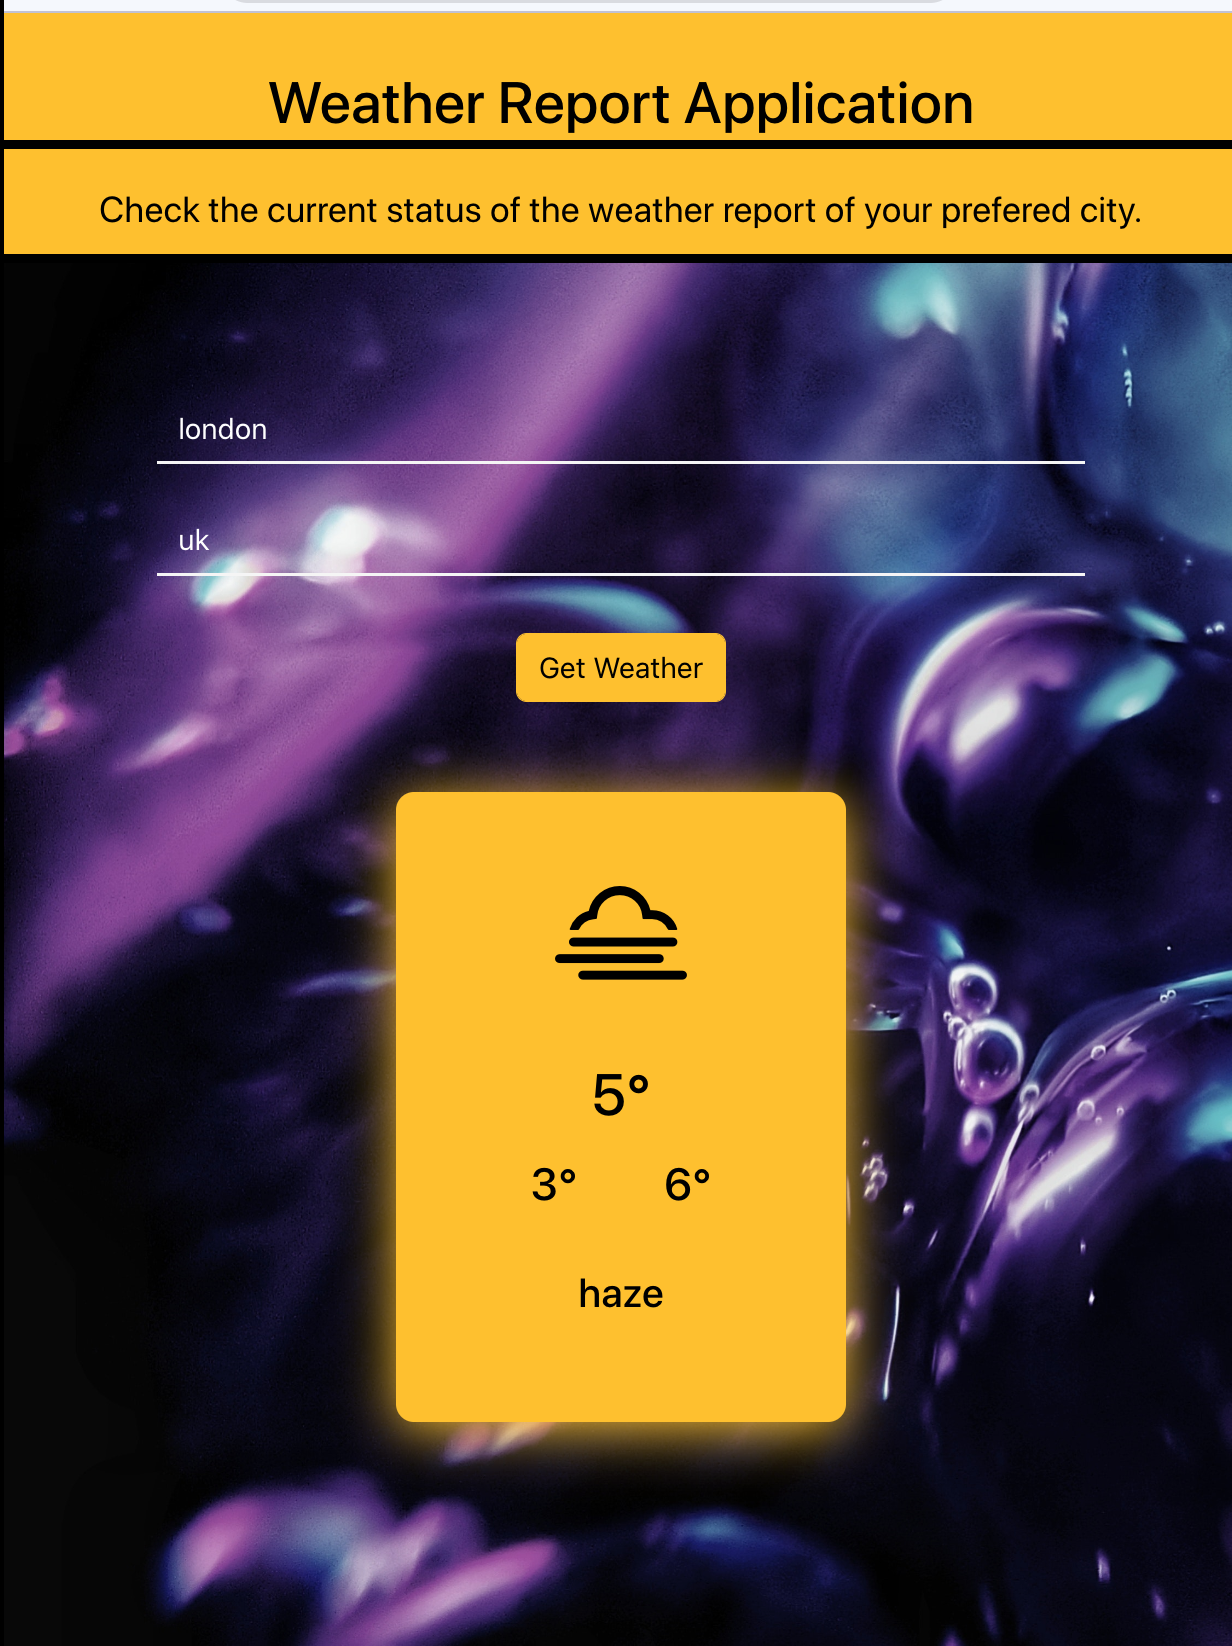 Weather Report Application
Check the current status of the weather report of your prefered city.
london
uk
Get Weather
5°
3° 6°
haze